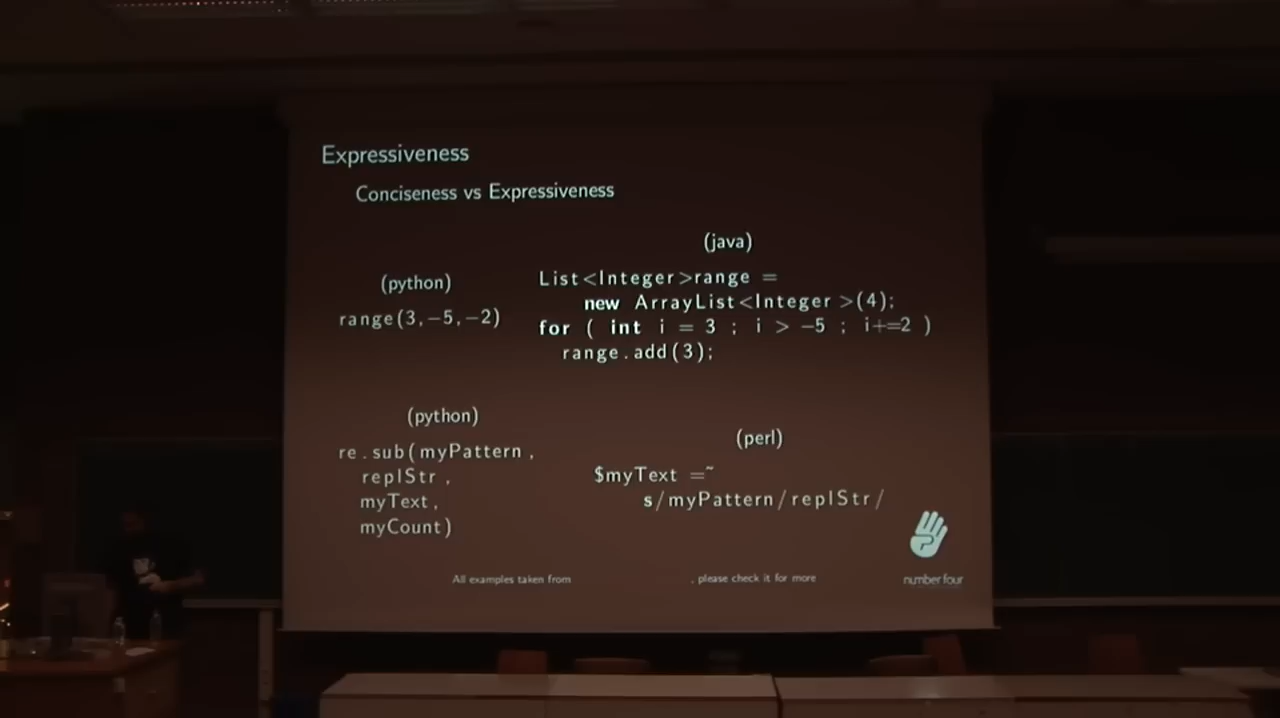 Expressiveness
Conciseness vs Expressiveness
(python)
range(3,-5,-2)
(java)
List<Integer>range =
new ArrayList<Integer>(4);
for ( int i = 3 ; i > -5 ; i+=2 )
range.add(3);
(python)
re.sub(myPattern,
replStr,
myText,
myCount)
(perl)
$myText =~
s/myPattern/replStr/
All examples taken from , please check it for more
number four